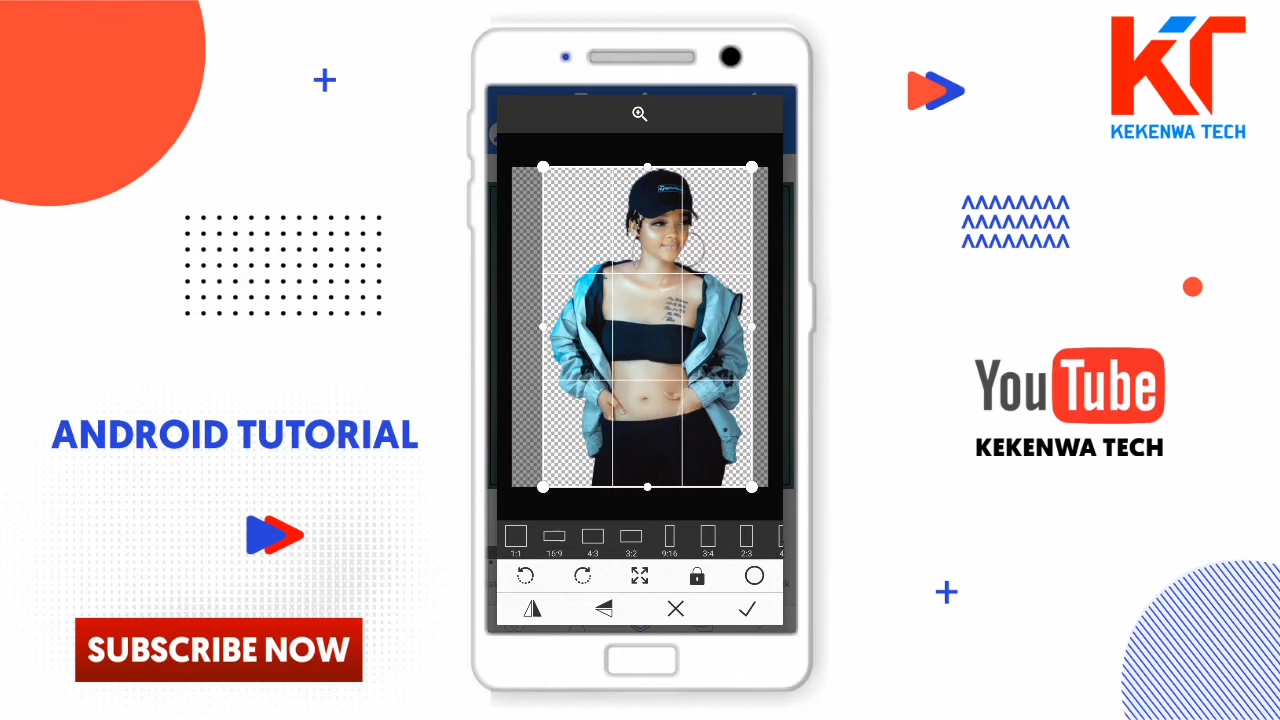 KT
KEKENWA TECH
ANDROID TUTORIAL
SUBSCRIBE NOW
YouTube
KEKENWA TECH
1:1
16:9
4:3
3:2
9:16
3:4
2:3